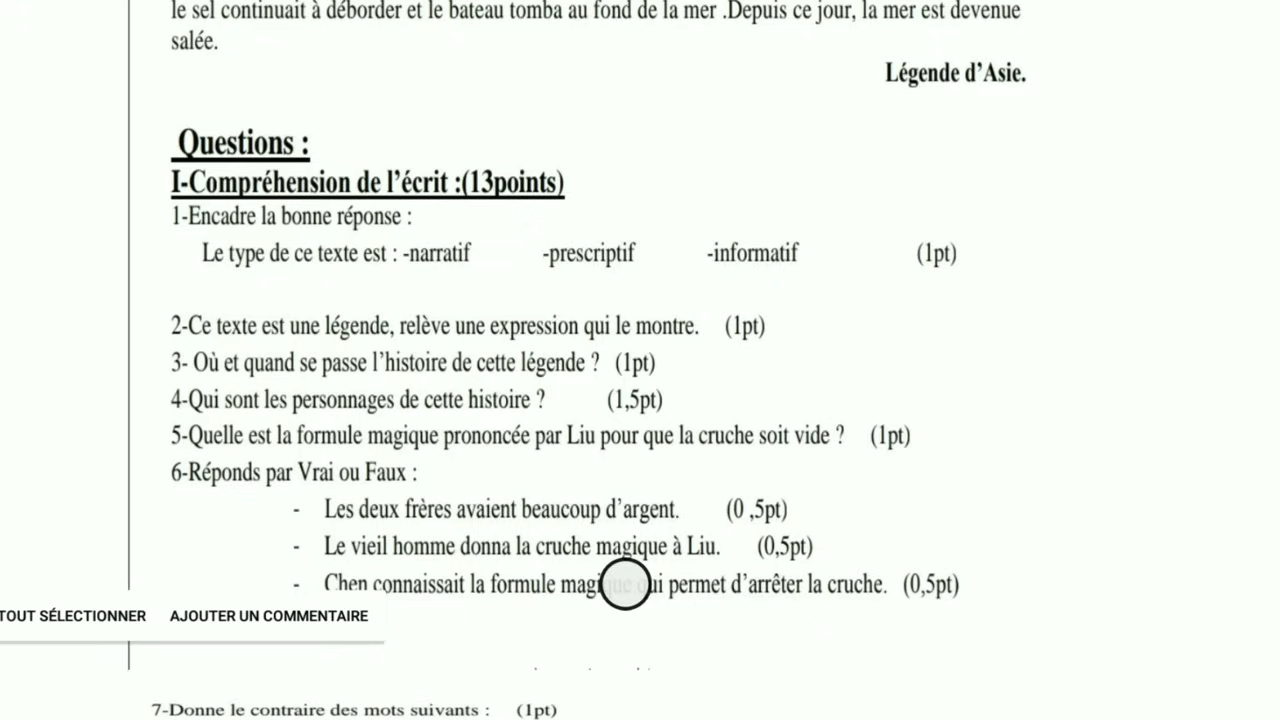 le sel continuait à déborder et le bateau tomba au fond de la mer .Depuis ce jour, la mer est devenue
salée.
Légende d’Asie.
Questions :
I-Compréhension de l’écrit :(13points)
1-Encadre la bonne réponse :
Le type de ce texte est : -narratif -prescriptif -informatif (1pt)
2-Ce texte est une légende, relève une expression qui le montre. (1pt)
3- Où et quand se passe l’histoire de cette légende ? (1pt)
4-Qui sont les personnages de cette histoire ? (1,5pt)
5-Quelle est la formule magique prononcée par Liu pour que la cruche soit vide ? (1pt)
6-Réponds par Vrai ou Faux :
- Les deux frères avaient beaucoup d’argent. (0 ,5pt)
- Le vieil homme donna la cruche magique à Liu. (0,5pt)
- Chen connaissait la formule magique qui permet d’arrêter la cruche. (0,5pt)
TOUT SÉLECTIONNER AJOUTER UN COMMENTAIRE
7-Donne le contraire des mots suivants : (1pt)